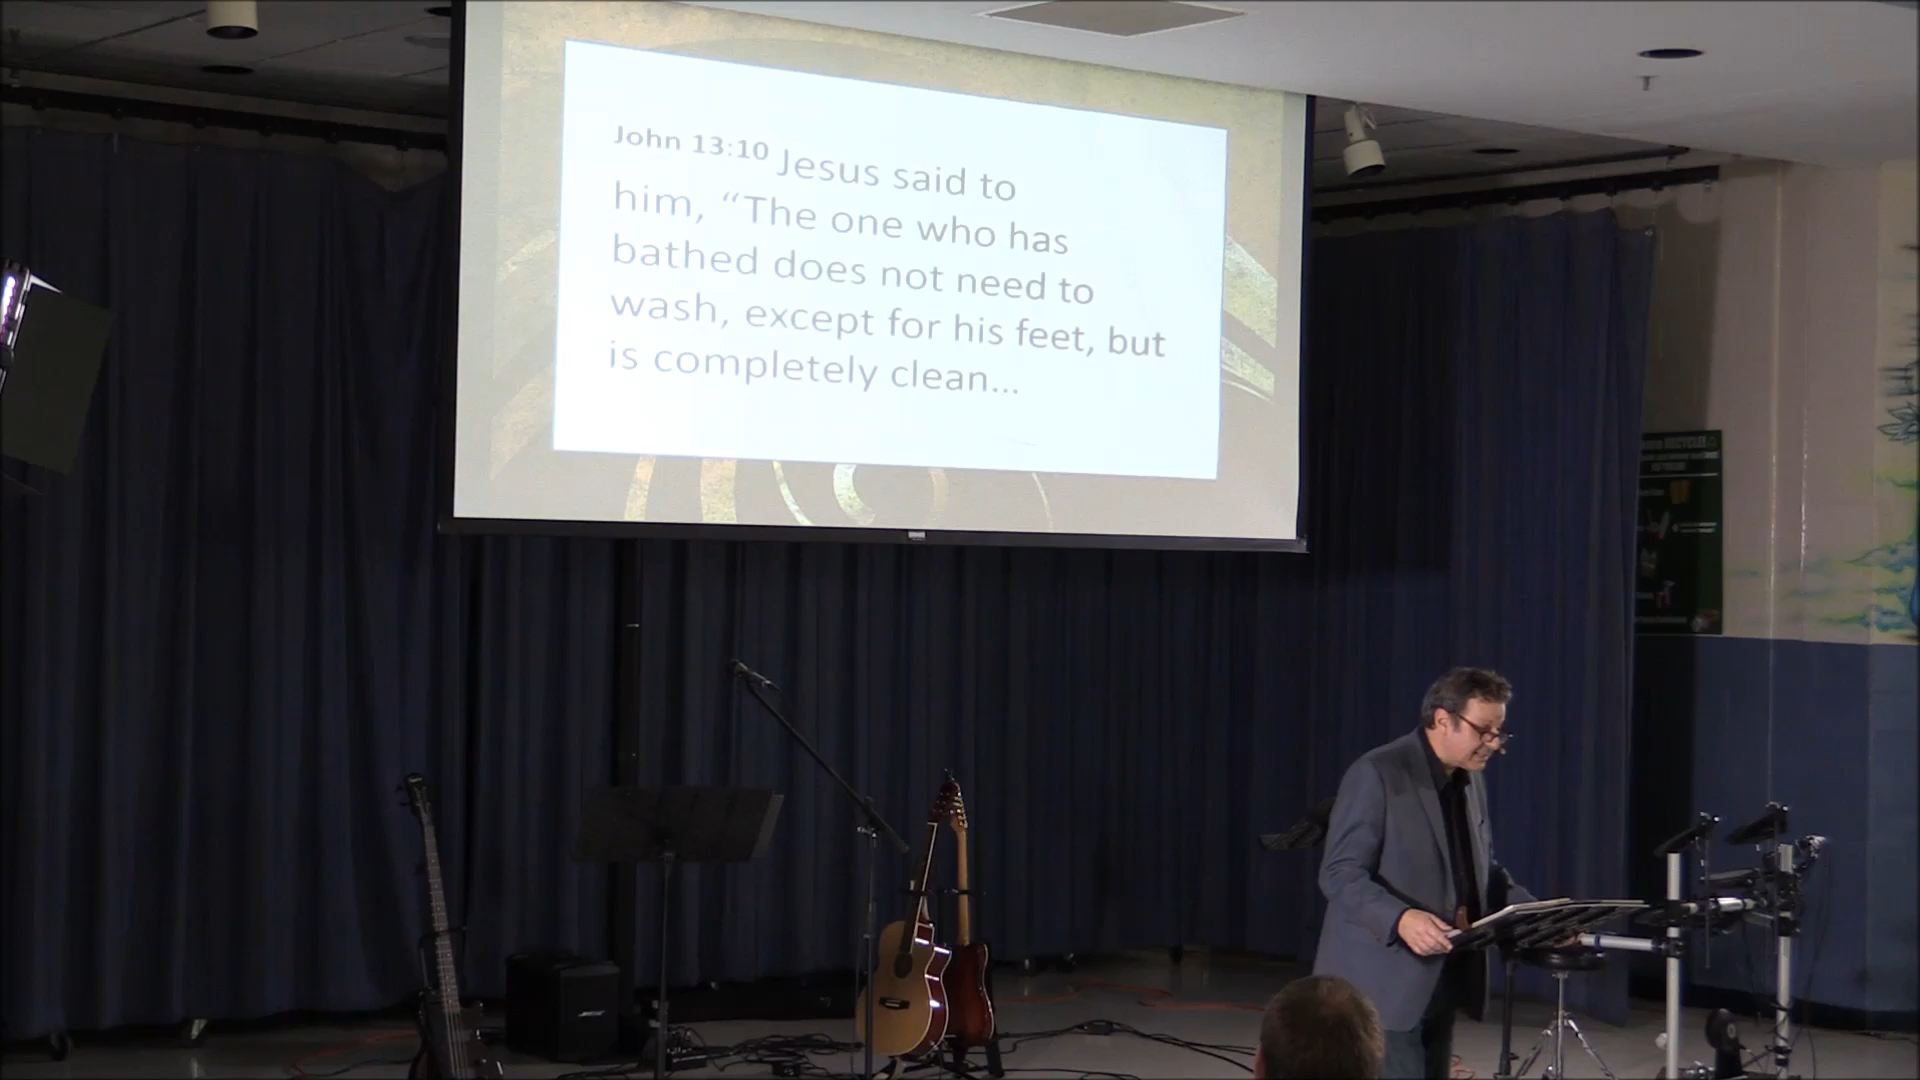 John 13:10 Jesus said to
him, “The one who has
bathed does not need to
wash, except for his feet, but
is completely clean...
RECYCLE!